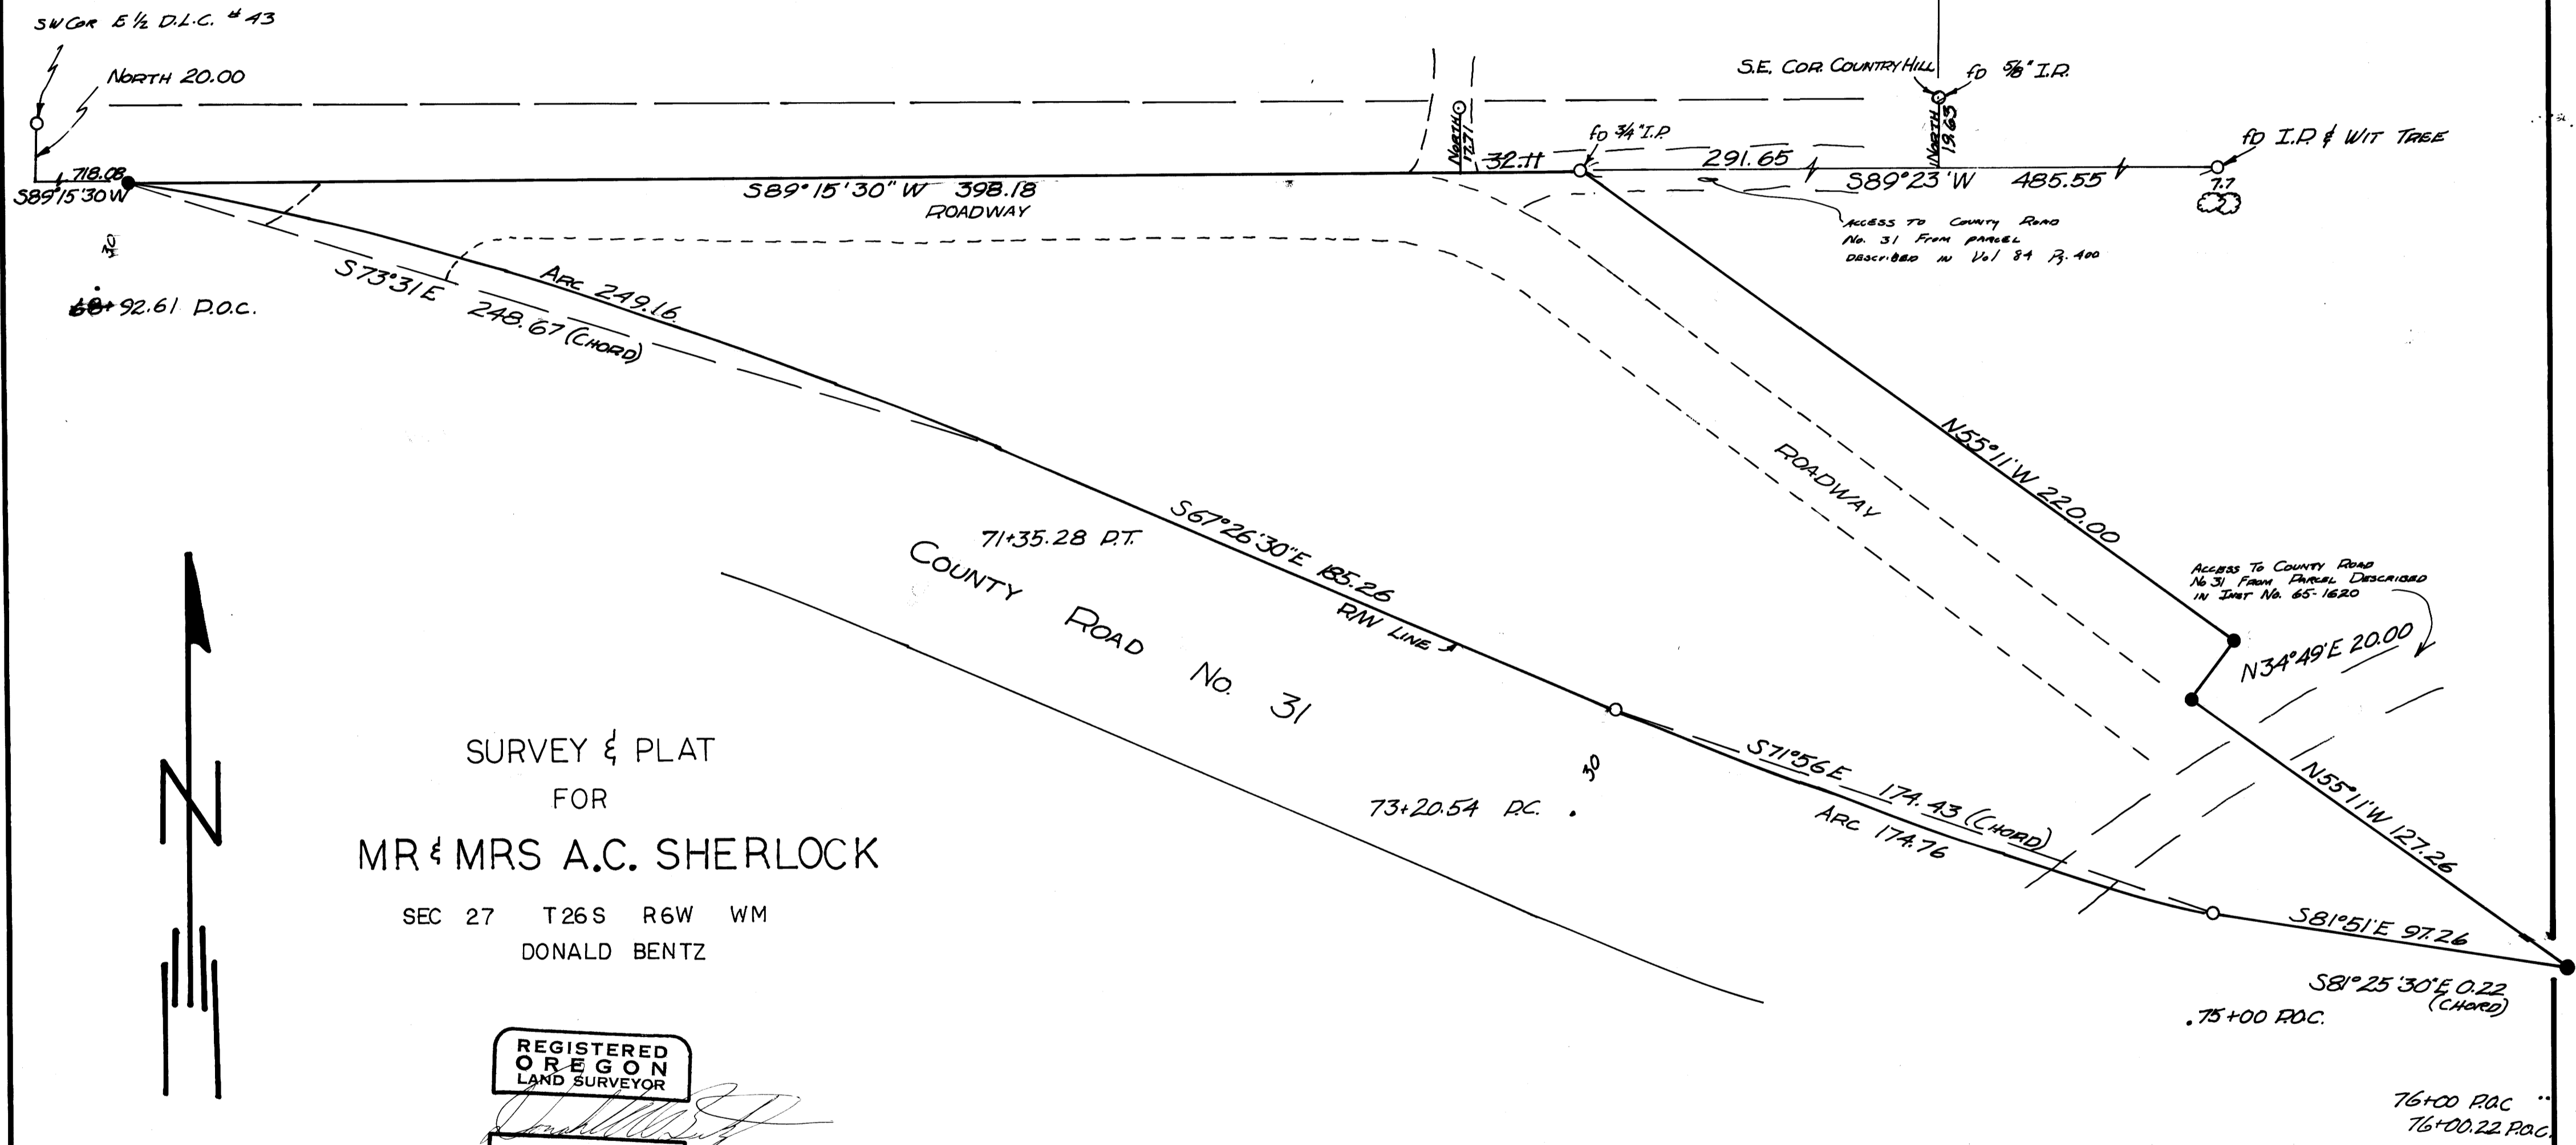 SW COR E 1/2 D.L.C. # 43
NORTH 20.00
718.08
S89°15'30"W
30
68+92.61 P.O.C.
S89°15'30"W 398.18
ROADWAY
S73°31'E 248.67 (CHORD)
ARC 249.16
NORTH
17.71
32.11
fD 3/4" I.P.
291.65
S.E. COR. COUNTRY HILL
fD 5/8" I.R.
NORTH
19.63
S89°23'W 485.55
fD I.P. & WIT TREE
7.7
ACCESS TO COUNTY ROAD
No. 31 FROM PARCEL
DESCRIBED IN Vol 84 Pg. 400
N55°11'W 220.00
ROADWAY
ACCESS TO COUNTY ROAD
No 31 FROM PARCEL DESCRIBED
IN INST No. 65-1620
N34°49'E 20.00
71+35.28 P.T.
S67°26'30"E 185.26
R/W LINE
COUNTY ROAD No. 31
30
73+20.54 P.C.
S71°56'E 174.43 (CHORD)
ARC 174.76
N55°11'W 127.26
S81°51'E 97.26
S81°25'30"E 0.22
(CHORD)
75+00 P.O.C.
76+00 P.O.C
76+00.22 P.O.C.
N
SURVEY & PLAT
FOR
MR & MRS A.C. SHERLOCK
SEC 27 T26S R6W WM
DONALD BENTZ
REGISTERED
OREGON
LAND SURVEYOR